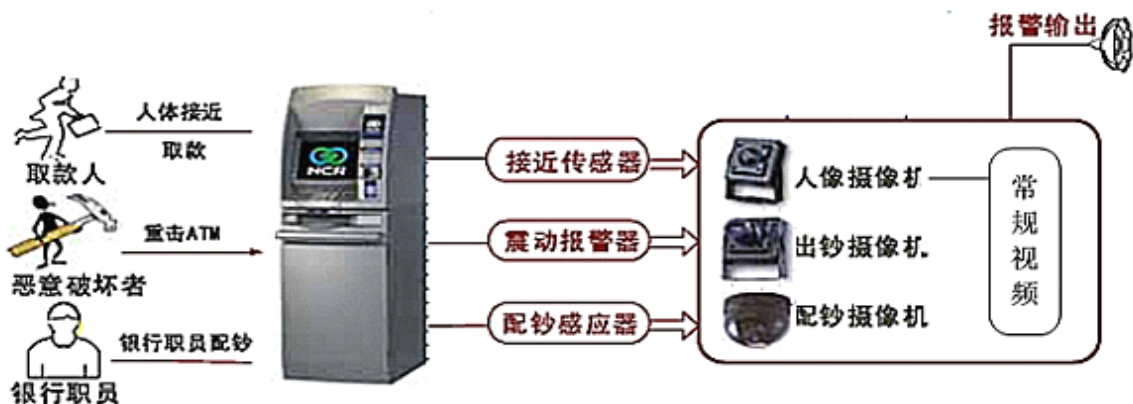 报警输出
人体接近
取款
取款人
NCR
接近传感器
人像摄像机
常规视频
重击ATM
恶意破坏者
震动报警器
出钞摄像机
银行职员配钞
银行职员
配钞感应器
配钞摄像机